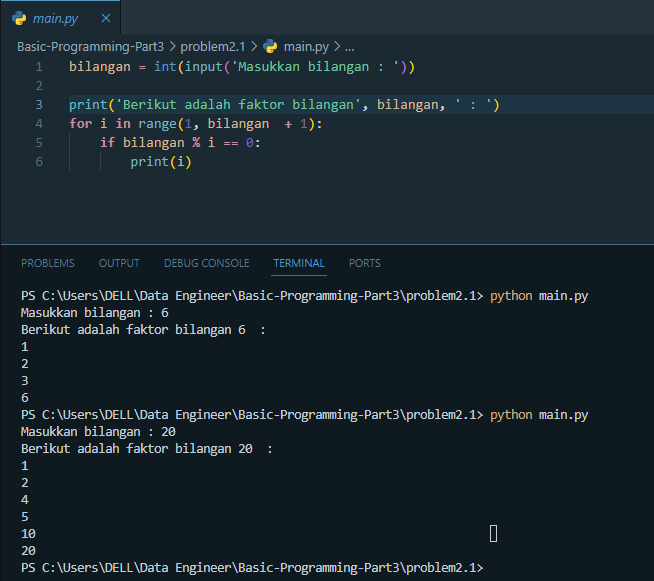 main.py ×
Basic-Programming-Part3 > problem2.1 > main.py > ...
1 bilangan = int(input('Masukkan bilangan : '))
2
3 print('Berikut adalah faktor bilangan', bilangan, ' : ')
4 for i in range(1, bilangan  + 1):
5     if bilangan % i == 0:
6         print(i)
PROBLEMS OUTPUT DEBUG CONSOLE TERMINAL PORTS
PS C:\Users\DELL\Data Engineer\Basic-Programming-Part3\problem2.1> python main.py
Masukkan bilangan : 6
Berikut adalah faktor bilangan 6  :
1
2
3
6
PS C:\Users\DELL\Data Engineer\Basic-Programming-Part3\problem2.1> python main.py
Masukkan bilangan : 20
Berikut adalah faktor bilangan 20  :
1
2
4
5
10
20
PS C:\Users\DELL\Data Engineer\Basic-Programming-Part3\problem2.1>